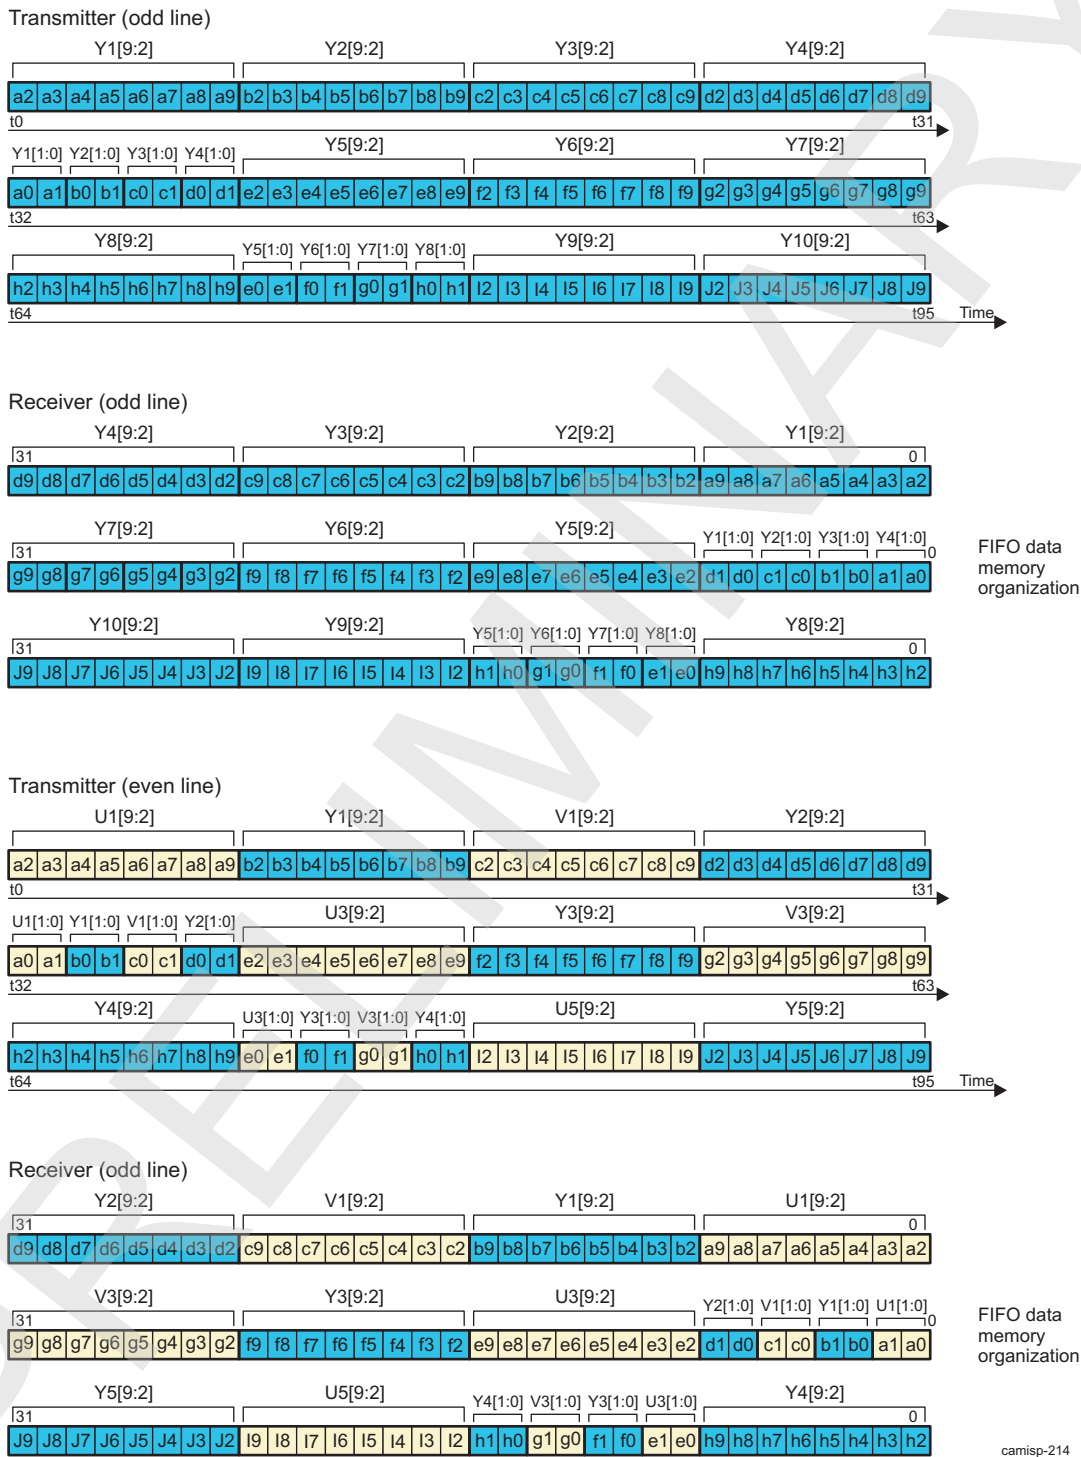 Transmitter (odd line)
Y1[9:2] Y2[9:2] Y3[9:2] Y4[9:2]
a2 a3 a4 a5 a6 a7 a8 a9 b2 b3 b4 b5 b6 b7 b8 b9 c2 c3 c4 c5 c6 c7 c8 c9 d2 d3 d4 d5 d6 d7 d8 d9
t0 t31
Y1[1:0] Y2[1:0] Y3[1:0] Y4[1:0] Y5[9:2] Y6[9:2] Y7[9:2]
a0 a1 b0 b1 c0 c1 d0 d1 e2 e3 e4 e5 e6 e7 e8 e9 f2 f3 f4 f5 f6 f7 f8 f9 g2 g3 g4 g5 g6 g7 g8 g9
t32 t63
Y8[9:2] Y5[1:0] Y6[1:0] Y7[1:0] Y8[1:0] Y9[9:2] Y10[9:2]
h2 h3 h4 h5 h6 h7 h8 h9 e0 e1 f0 f1 g0 g1 h0 h1 I2 I3 I4 I5 I6 I7 I8 I9 J2 J3 J4 J5 J6 J7 J8 J9
t64 t95 Time
Receiver (odd line)
Y4[9:2] Y3[9:2] Y2[9:2] Y1[9:2]
31 0
d9 d8 d7 d6 d5 d4 d3 d2 c9 c8 c7 c6 c5 c4 c3 c2 b9 b8 b7 b6 b5 b4 b3 b2 a9 a8 a7 a6 a5 a4 a3 a2
Y7[9:2] Y6[9:2] Y5[9:2] Y1[1:0] Y2[1:0] Y3[1:0] Y4[1:0]
31 0
g9 g8 g7 g6 g5 g4 g3 g2 f9 f8 f7 f6 f5 f4 f3 f2 e9 e8 e7 e6 e5 e4 e3 e2 d1 d0 c1 c0 b1 b0 a1 a0
FIFO data
memory
organization
Y10[9:2] Y9[9:2] Y5[1:0] Y6[1:0] Y7[1:0] Y8[1:0] Y8[9:2]
31 0
J9 J8 J7 J6 J5 J4 J3 J2 I9 I8 I7 I6 I5 I4 I3 I2 h1 h0 g1 g0 f1 f0 e1 e0 h9 h8 h7 h6 h5 h4 h3 h2
Transmitter (even line)
U1[9:2] Y1[9:2] V1[9:2] Y2[9:2]
a2 a3 a4 a5 a6 a7 a8 a9 b2 b3 b4 b5 b6 b7 b8 b9 c2 c3 c4 c5 c6 c7 c8 c9 d2 d3 d4 d5 d6 d7 d8 d9
t0 t31
U1[1:0] Y1[1:0] V1[1:0] Y2[1:0] U3[9:2] Y3[9:2] V3[9:2]
a0 a1 b0 b1 c0 c1 d0 d1 e2 e3 e4 e5 e6 e7 e8 e9 f2 f3 f4 f5 f6 f7 f8 f9 g2 g3 g4 g5 g6 g7 g8 g9
t32 t63
Y4[9:2] U3[1:0] Y3[1:0] V3[1:0] Y4[1:0] U5[9:2] Y5[9:2]
h2 h3 h4 h5 h6 h7 h8 h9 e0 e1 f0 f1 g0 g1 h0 h1 I2 I3 I4 I5 I6 I7 I8 I9 J2 J3 J4 J5 J6 J7 J8 J9
t64 t95 Time
Receiver (odd line)
Y2[9:2] V1[9:2] Y1[9:2] U1[9:2]
31 0
d9 d8 d7 d6 d5 d4 d3 d2 c9 c8 c7 c6 c5 c4 c3 c2 b9 b8 b7 b6 b5 b4 b3 b2 a9 a8 a7 a6 a5 a4 a3 a2
V3[9:2] Y3[9:2] U3[9:2] Y2[1:0] V1[1:0] Y1[1:0] U1[1:0]
31 0
g9 g8 g7 g6 g5 g4 g3 g2 f9 f8 f7 f6 f5 f4 f3 f2 e9 e8 e7 e6 e5 e4 e3 e2 d1 d0 c1 c0 b1 b0 a1 a0
FIFO data
memory
organization
Y5[9:2] U5[9:2] Y4[1:0] V3[1:0] Y3[1:0] U3[1:0] Y4[9:2]
31 0
J9 J8 J7 J6 J5 J4 J3 J2 I9 I8 I7 I6 I5 I4 I3 I2 h1 h0 g1 g0 f1 f0 e1 e0 h9 h8 h7 h6 h5 h4 h3 h2
camisp-214
PRELIMINARY